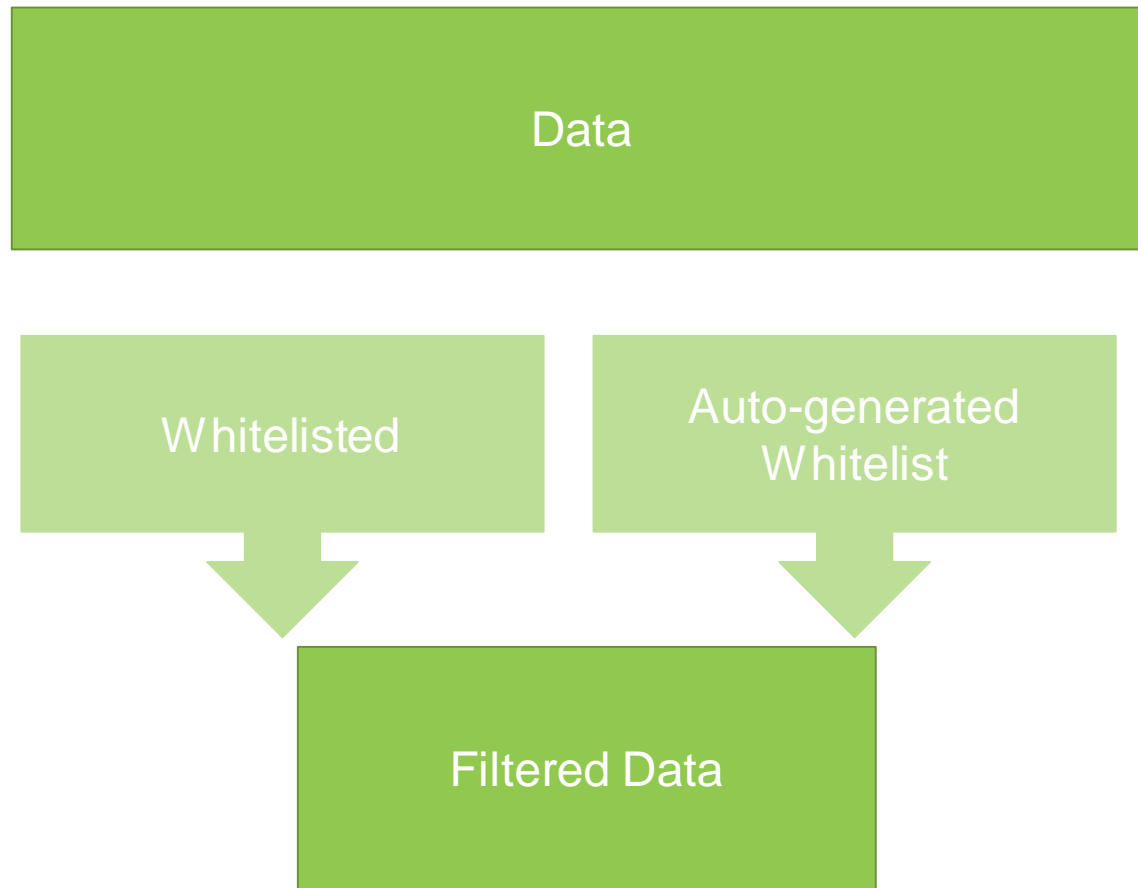 Data
Whitelisted
Auto-generated
Whitelist
Filtered Data